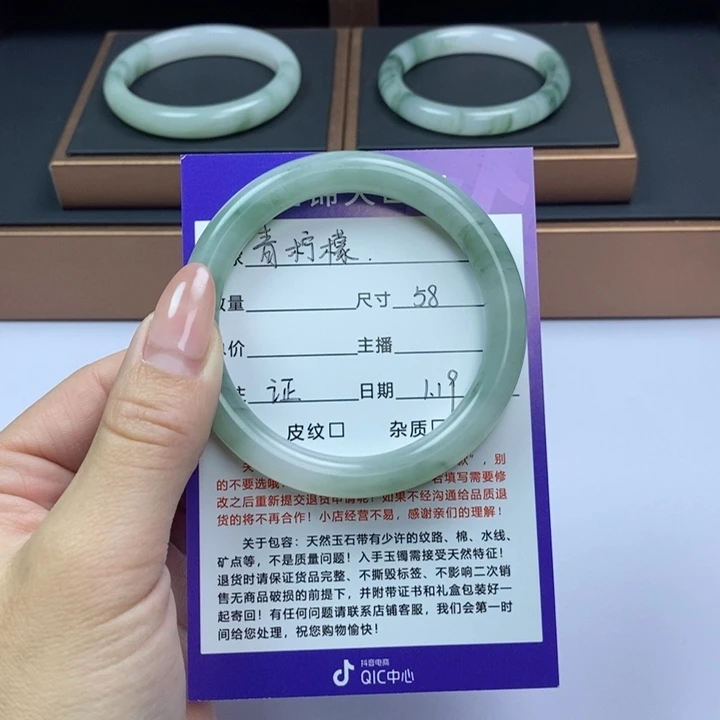 青柠檬.
数量 尺寸 58
价 主播
证 日期 1.19
皮纹□ 杂质□
，别
的不要选哦
填写需要修
改之后重新提交退货申请呢！如果不经沟通给品质退
货的将不再合作！小店经营不易，感谢亲们的理解！
关于包容：天然玉石带有少许的纹路、棉、水线、
矿点等，不是质量问题！入手玉镯需接受天然特征！
退货时请保证货品完整、不撕毁标签、不影响二次销
售无商品破损的前提下，并附带证书和礼盒包装好一
起寄回！有任何问题请联系店铺客服，我们会第一时
间给您处理，祝您购物愉快！
抖音电商
QIC中心